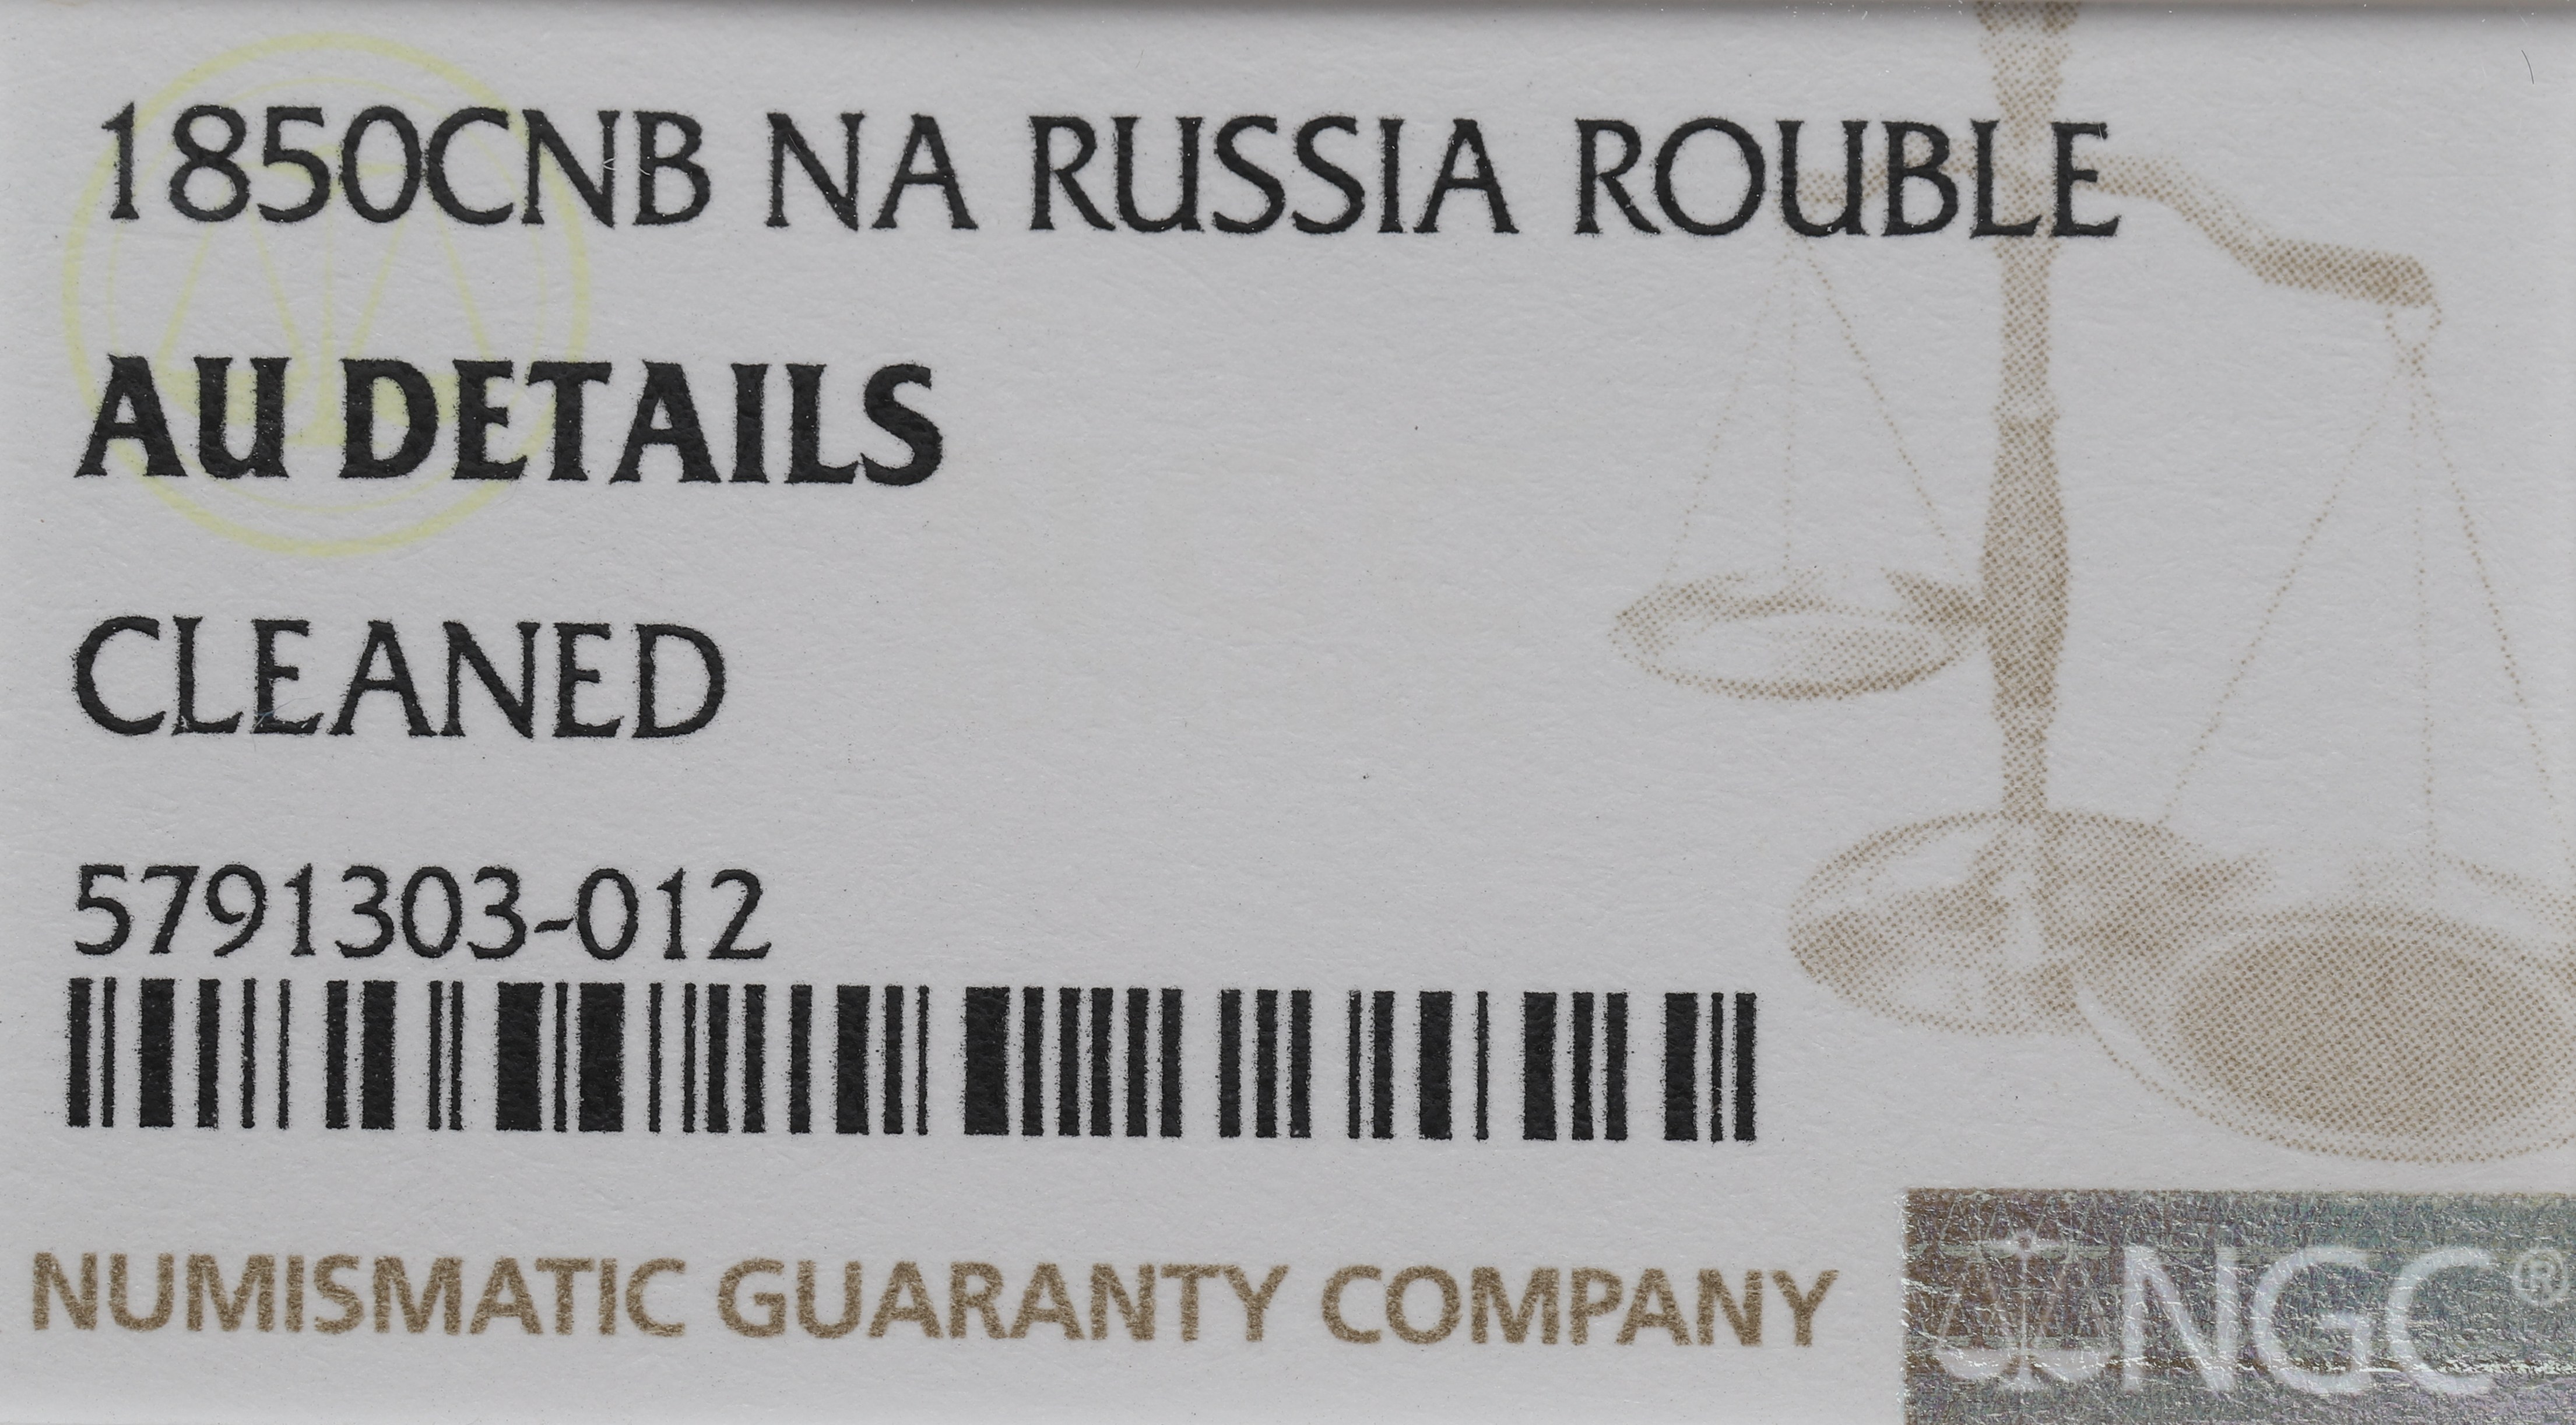 1850CNB NA RUSSIA ROUBLE
AU DETAILS
CLEANED
5791303-012
NUMISMATIC GUARANTY COMPANY
NGC®